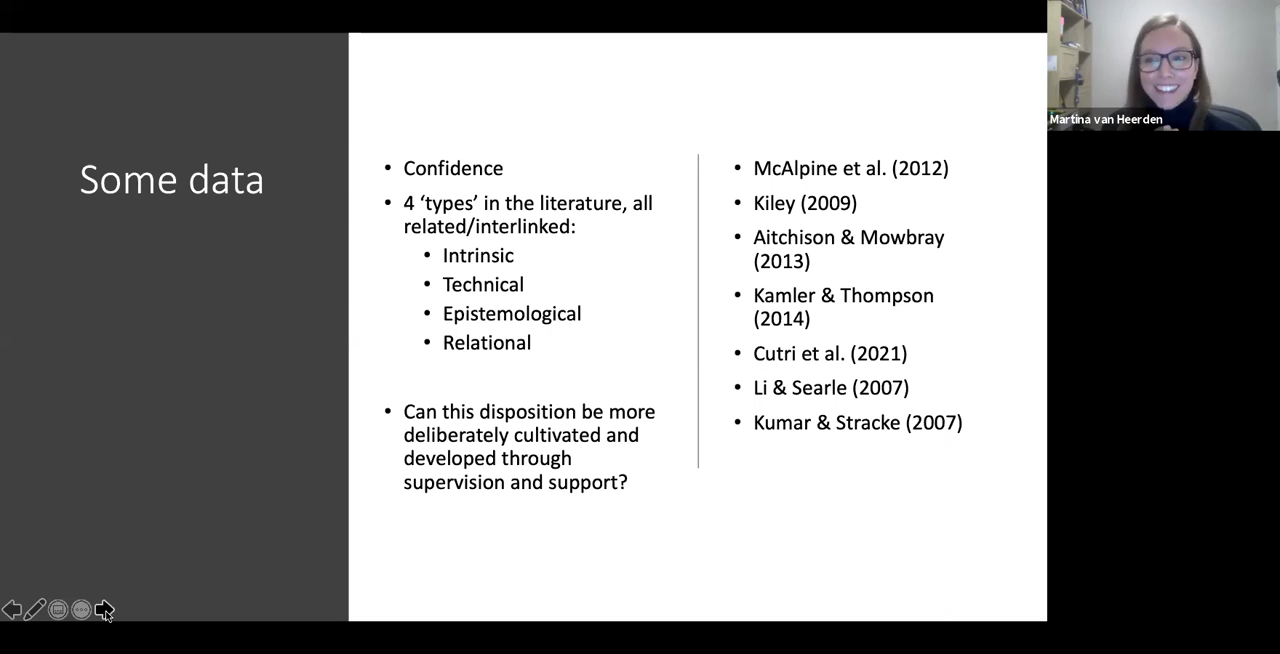 Some data
• Confidence
• 4 ‘types’ in the literature, all
related/interlinked:
• Intrinsic
• Technical
• Epistemological
• Relational
• Can this disposition be more
deliberately cultivated and
developed through
supervision and support?
• McAlpine et al. (2012)
• Kiley (2009)
• Aitchison & Mowbray
(2013)
• Kamler & Thompson
(2014)
• Cutri et al. (2021)
• Li & Searle (2007)
• Kumar & Stracke (2007)
Martina van Heerden